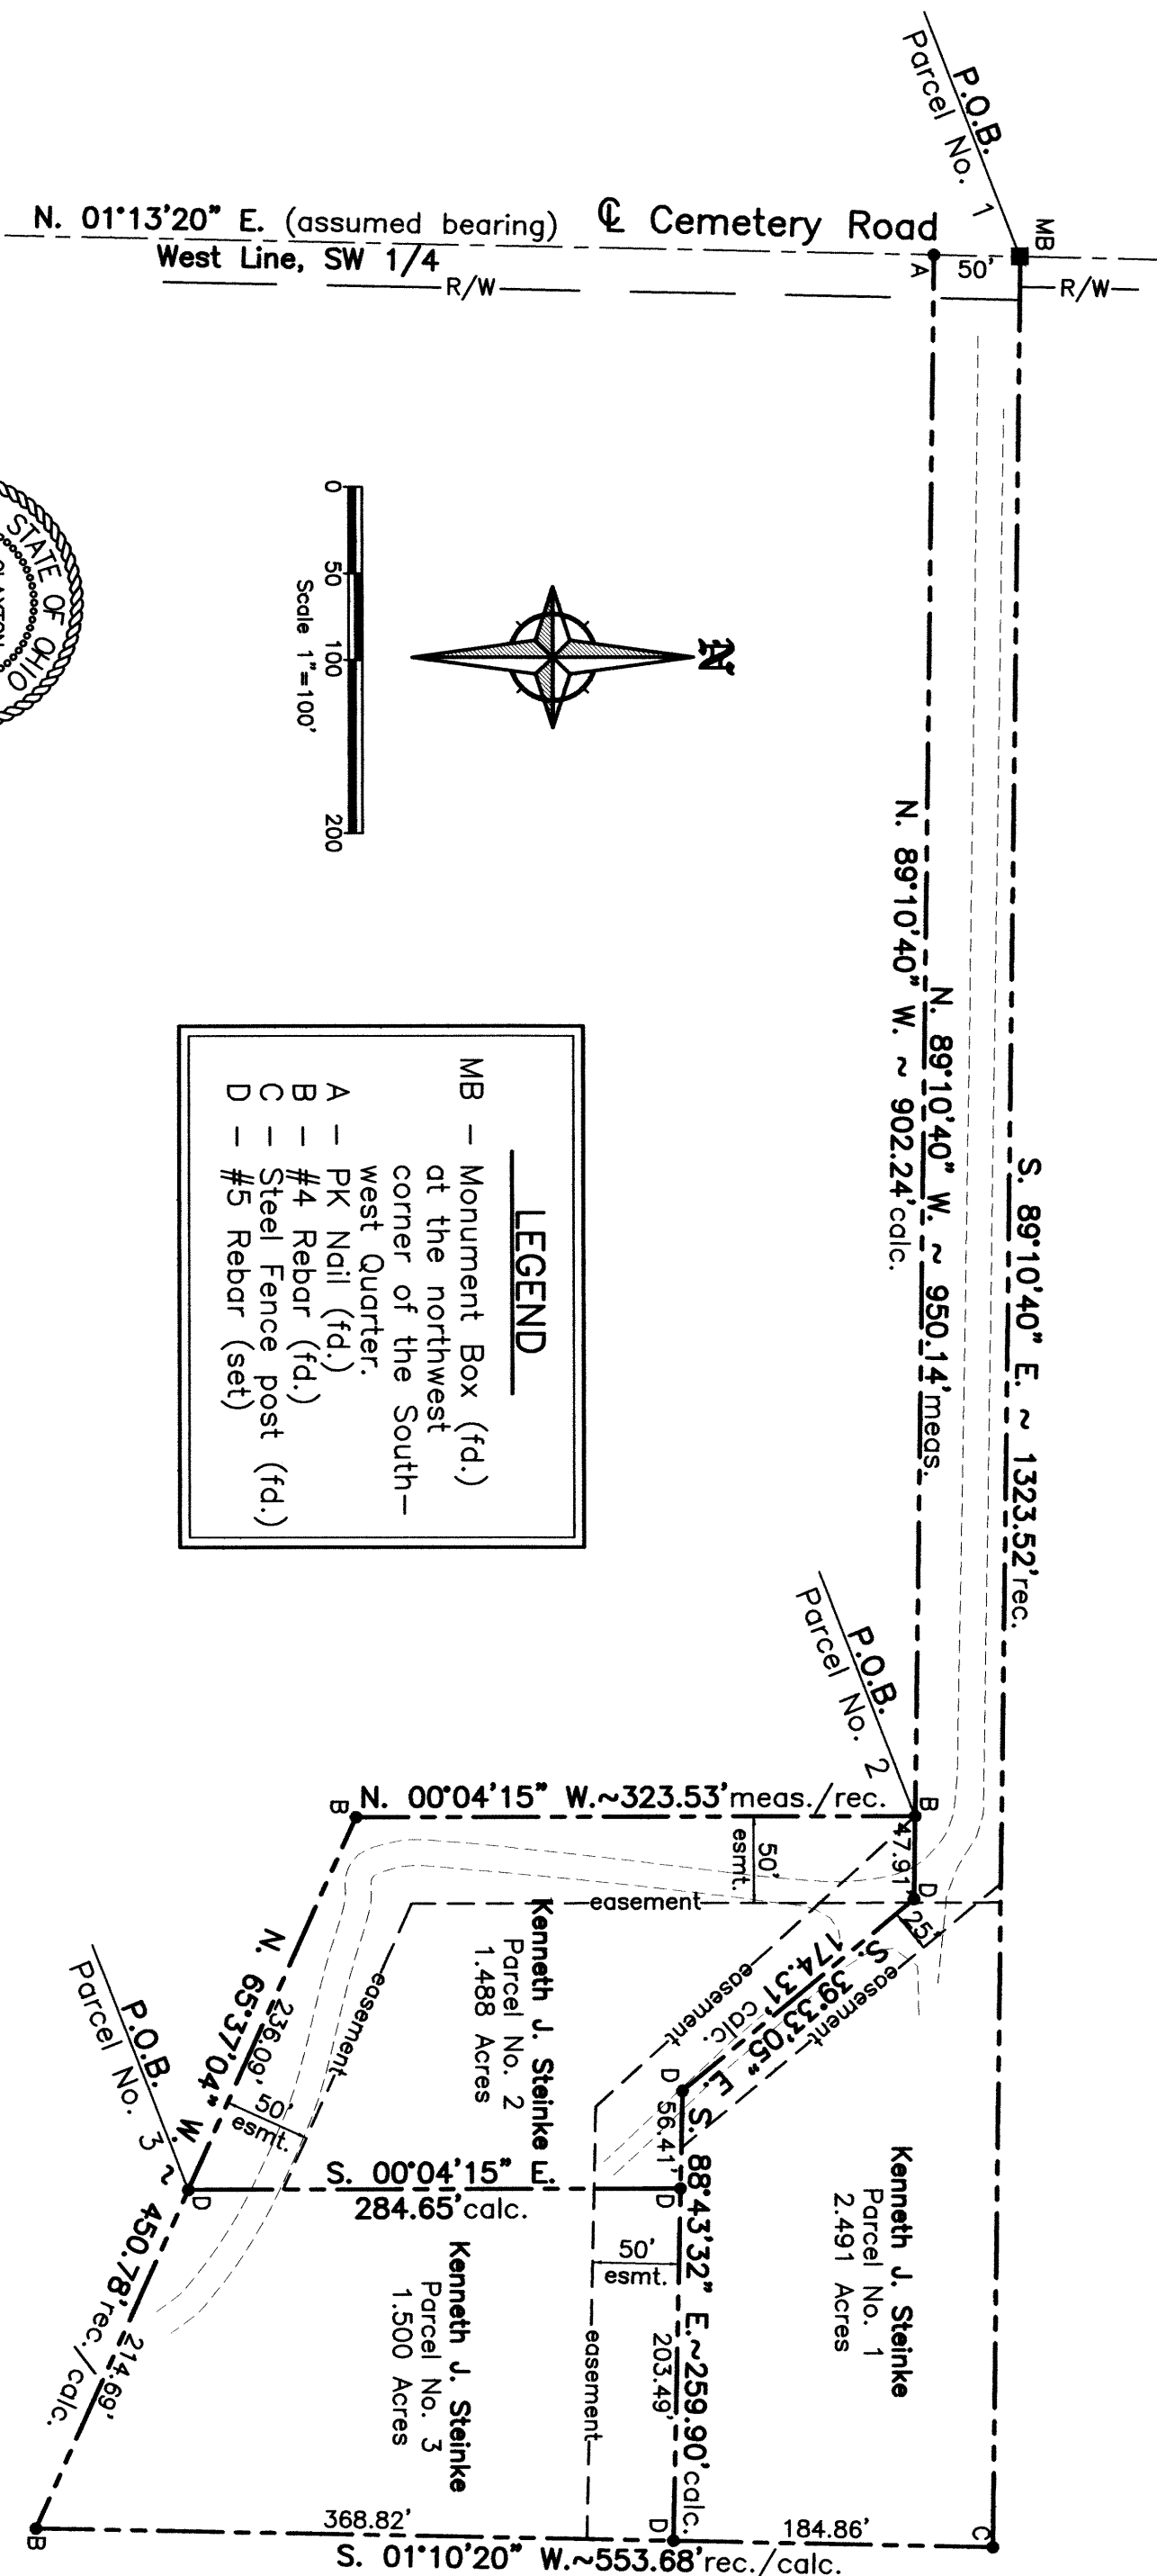 P.O.B.
Parcel No. 1
MB
N. 01°13'20" E. (assumed bearing)
℄ Cemetery Road
West Line, SW 1/4
R/W
R/W
A
50'
S. 89°10'40" E. ~ 1323.52' rec.
N. 89°10'40" W. ~ 950.14' meas.
N. 89°10'40" W. ~ 902.24' calc.
N
0 50 100 200
Scale 1"=100'
STATE OF OHIO
LEGEND
MB – Monument Box (fd.)
at the northwest
corner of the South–
west Quarter.
A – PK Nail (fd.)
B – #4 Rebar (fd.)
C – Steel Fence post (fd.)
D – #5 Rebar (set)
P.O.B.
Parcel No. 2
B
47.91'
D
25'
N. 00°04'15" W.~323.53' meas./rec.
B
50'
esmt.
easement
easement
easement
easement
S. 39°33'05" E.
174.31' calc.
Kenneth J. Steinke
Parcel No. 1
2.491 Acres
Kenneth J. Steinke
Parcel No. 2
1.488 Acres
D
56.41'
D
S. 88°43'32" E.~259.90' calc.
203.49'
D
S. 00°04'15" E.
284.65' calc.
50'
esmt.
easement
Kenneth J. Steinke
Parcel No. 3
1.500 Acres
P.O.B.
Parcel No. 3
N. 65°37'04" W. ~ 450.78' rec./calc.
236.09'
50'
esmt.
D
214.69'
B
368.82'
184.86'
C
S. 01°10'20" W.~553.68' rec./calc.